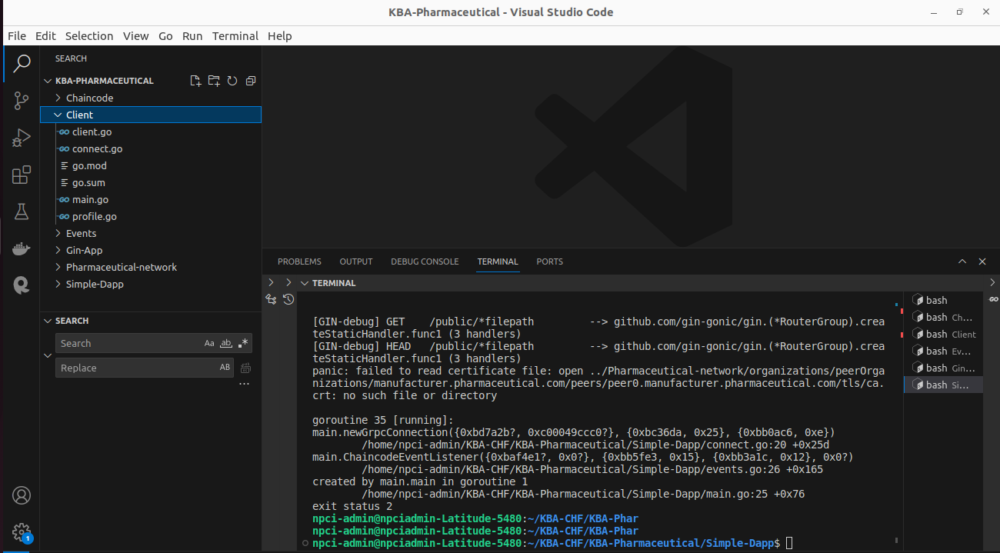 KBA-Pharmaceutical - Visual Studio Code
File Edit Selection View Go Run Terminal Help
SEARCH
KBA-PHARMACEUTICAL
Chaincode
Client
client.go
connect.go
go.mod
go.sum
main.go
profile.go
Events
Gin-App
Pharmaceutical-network
Simple-Dapp
SEARCH
Search Aa ab .*
Replace AB
1
PROBLEMS OUTPUT DEBUG CONSOLE TERMINAL PORTS
TERMINAL
[GIN-debug] GET    /public/*filepath         --> github.com/gin-gonic/gin.(*RouterGroup).crea
teStaticHandler.func1 (3 handlers)
[GIN-debug] HEAD   /public/*filepath         --> github.com/gin-gonic/gin.(*RouterGroup).crea
teStaticHandler.func1 (3 handlers)
panic: failed to read certificate file: open ../Pharmaceutical-network/organizations/peerOrga
nizations/manufacturer.pharmaceutical.com/peers/peer0.manufacturer.pharmaceutical.com/tls/ca.
crt: no such file or directory
goroutine 35 [running]:
main.newGrpcConnection({0xbd7a2b?, 0xc00049ccc0?}, {0xbc36da, 0x25}, {0xbb0ac6, 0xe})
/home/npci-admin/KBA-CHF/KBA-Pharmaceutical/Simple-Dapp/connect.go:20 +0x25d
main.ChaincodeEventListener({0xbaf4e1?, 0x0?}, {0xbb5fe3, 0x15}, {0xbb3a1c, 0x12}, 0x0?)
/home/npci-admin/KBA-CHF/KBA-Pharmaceutical/Simple-Dapp/events.go:26 +0x165
created by main.main in goroutine 1
/home/npci-admin/KBA-CHF/KBA-Pharmaceutical/Simple-Dapp/main.go:25 +0x76
exit status 2
npci-admin@npciadmin-Latitude-5480:~/KBA-CHF/KBA-Phar
npci-admin@npciadmin-Latitude-5480:~/KBA-CHF/KBA-Phar
npci-admin@npciadmin-Latitude-5480:~/KBA-CHF/KBA-Pharmaceutical/Simple-Dapp$
bash
bash Ch...
bash Client
bash Ev...
bash Gin...
bash Si...